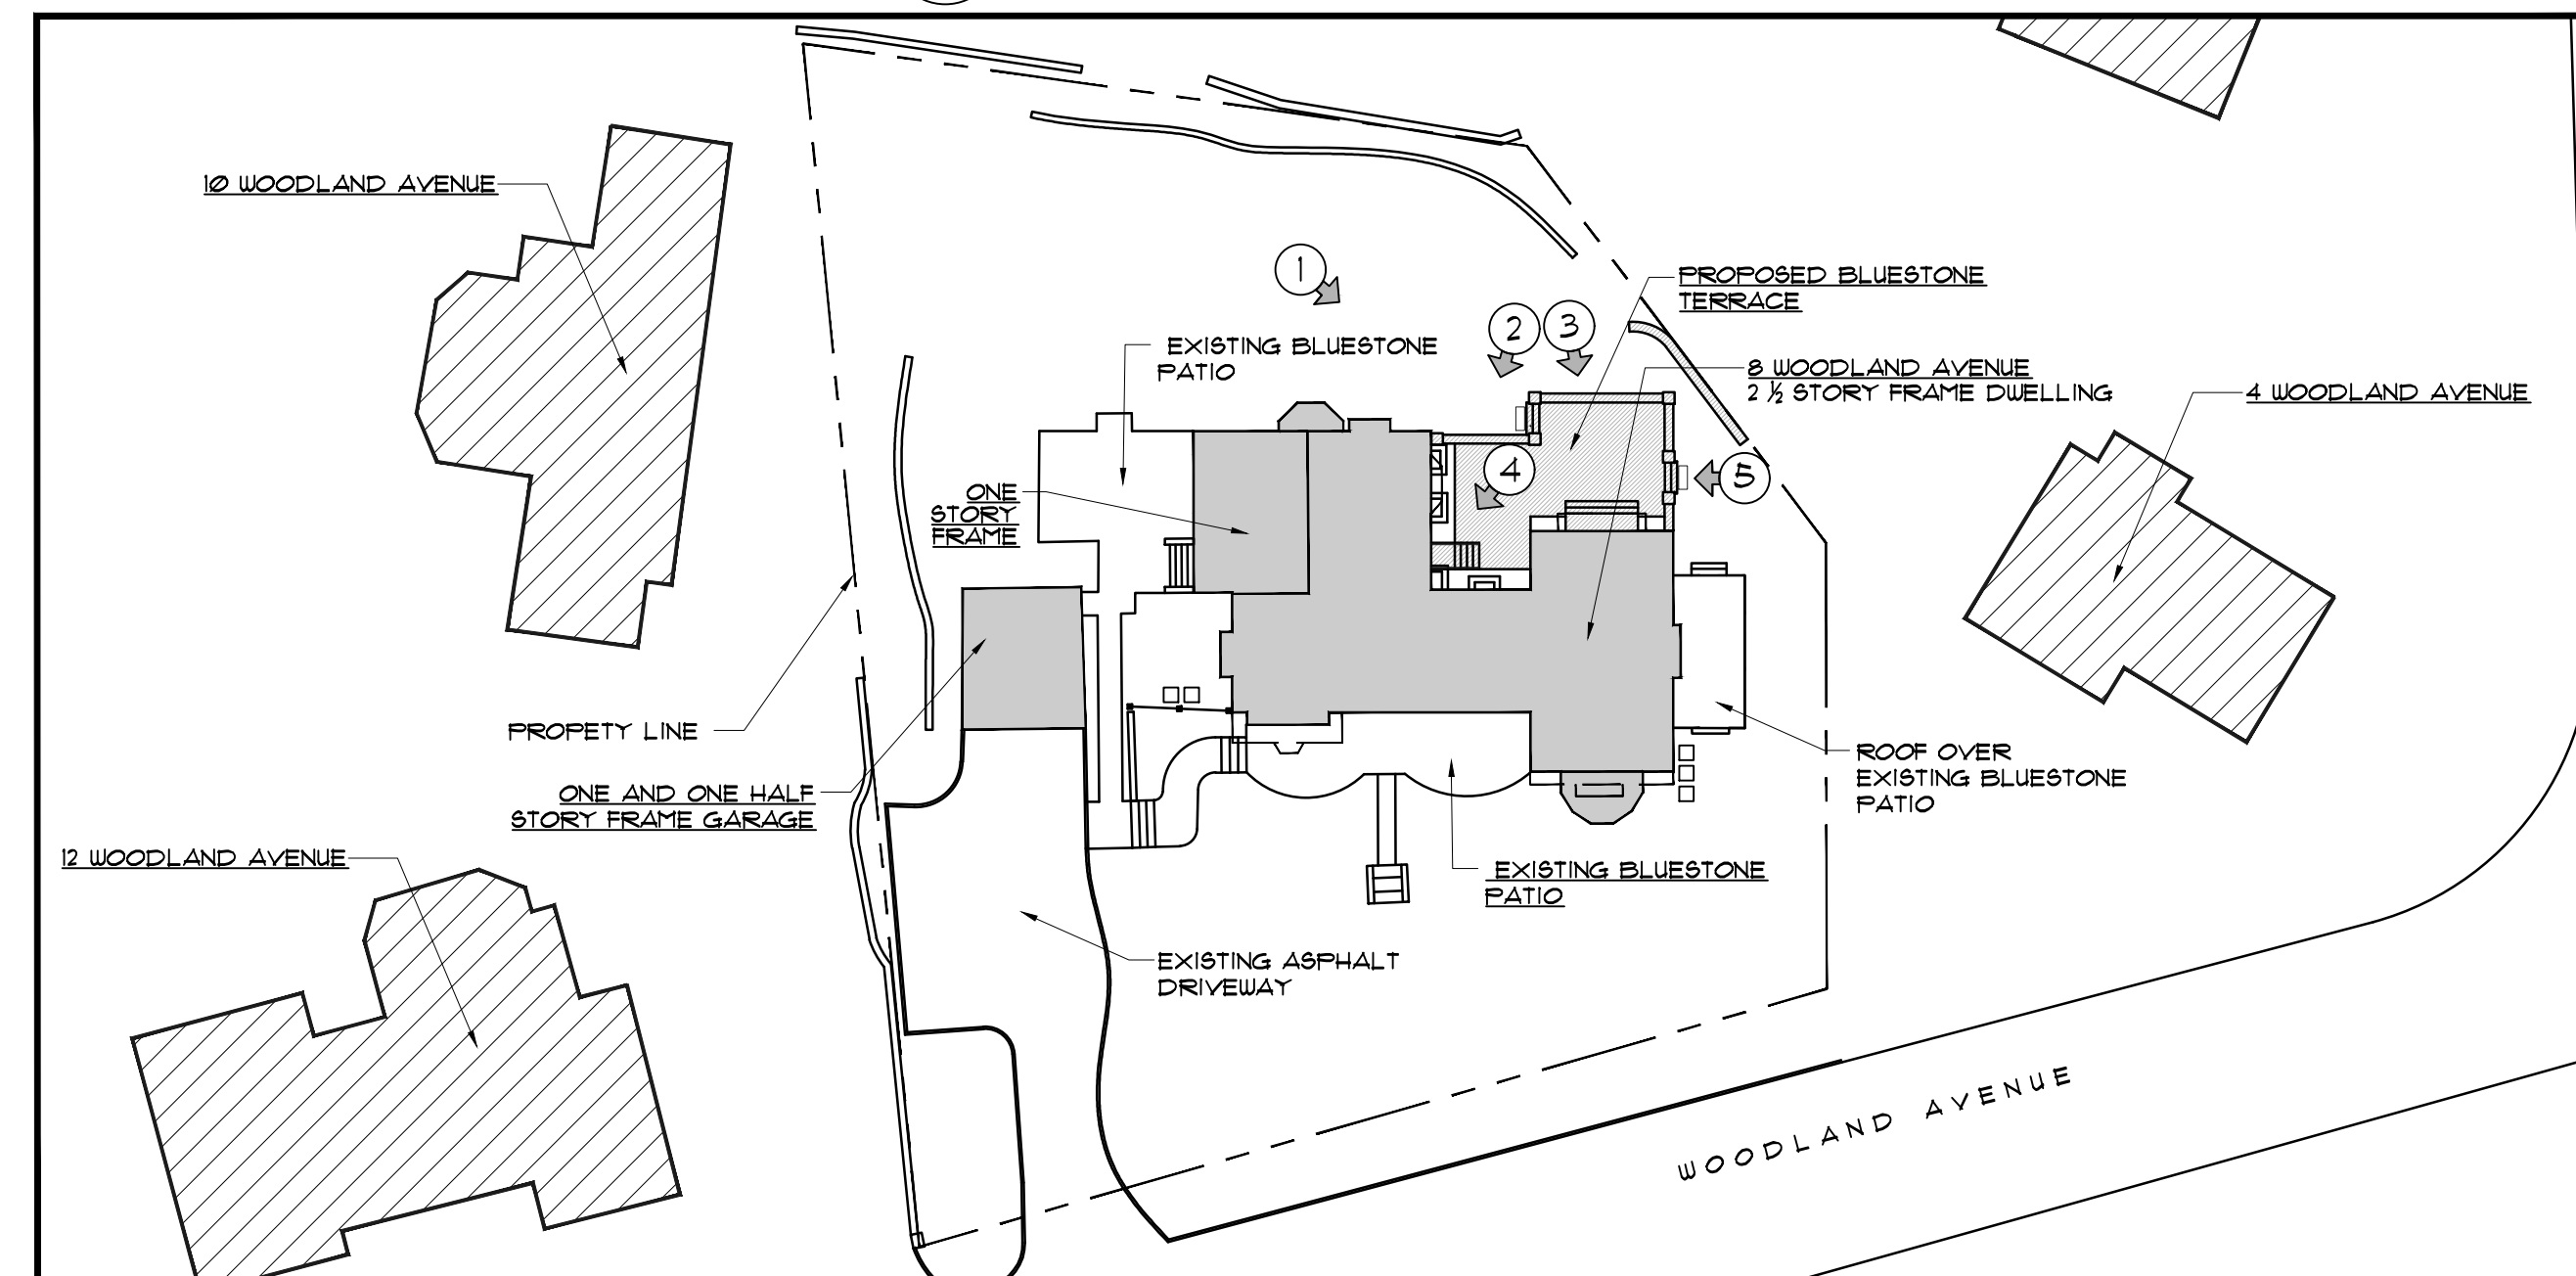 10 WOODLAND AVENUE
1
PROPOSED BLUESTONE
TERRACE
2
3
EXISTING BLUESTONE
PATIO
8 WOODLAND AVENUE
2 ½ STORY FRAME DWELLING
4 WOODLAND AVENUE
4
5
ONE
STORY
FRAME
PROPETY LINE
ROOF OVER
EXISTING BLUESTONE
PATIO
ONE AND ONE HALF
STORY FRAME GARAGE
12 WOODLAND AVENUE
EXISTING BLUESTONE
PATIO
EXISTING ASPHALT
DRIVEWAY
WOODLAND AVENUE